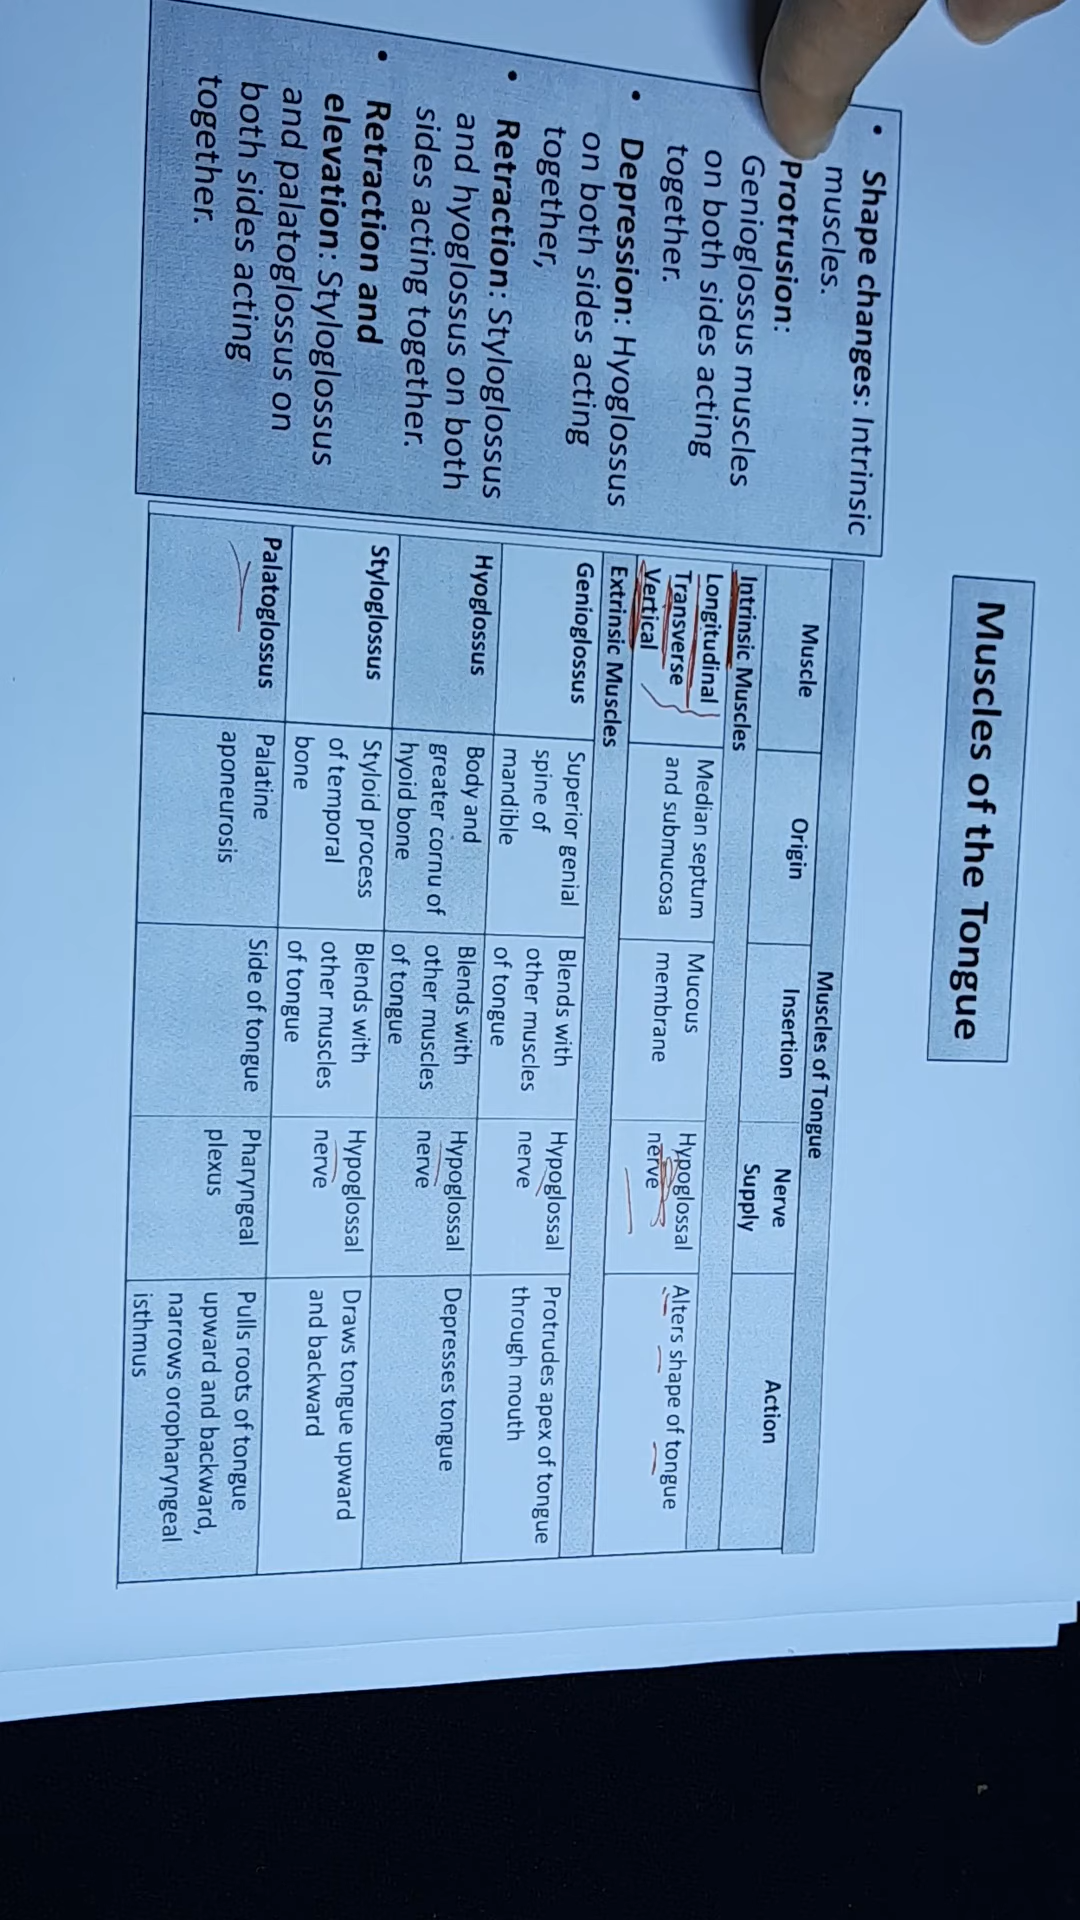 Muscles of the Tongue
• Shape changes: Intrinsic
muscles.
Protrusion:
Genioglossus muscles
on both sides acting
together.
• Depression: Hyoglossus
on both sides acting
together,
• Retraction: Styloglossus
and hyoglossus on both
sides acting together.
• Retraction and
elevation: Styloglossus
and palatoglossus on
both sides acting
together.
Muscles of Tongue
Muscle
Origin
Insertion
Nerve
Supply
Action
Intrinsic Muscles
Longitudinal
Transverse
Vertical
Median septum
and submucosa
Mucous
membrane
Hypoglossal
nerve
Alters shape of tongue
Extrinsic Muscles
Genioglossus
Superior genial
spine of
mandible
Blends with
other muscles
of tongue
Hypoglossal
nerve
Protrudes apex of tongue
through mouth
Hyoglossus
Body and
greater cornu of
hyoid bone
Blends with
other muscles
of tongue
Hypoglossal
nerve
Depresses tongue
Styloglossus
Styloid process
of temporal
bone
Blends with
other muscles
of tongue
Hypoglossal
nerve
Draws tongue upward
and backward
Palatoglossus
Palatine
aponeurosis
Side of tongue
Pharyngeal
plexus
Pulls roots of tongue
upward and backward,
narrows oropharyngeal
isthmus